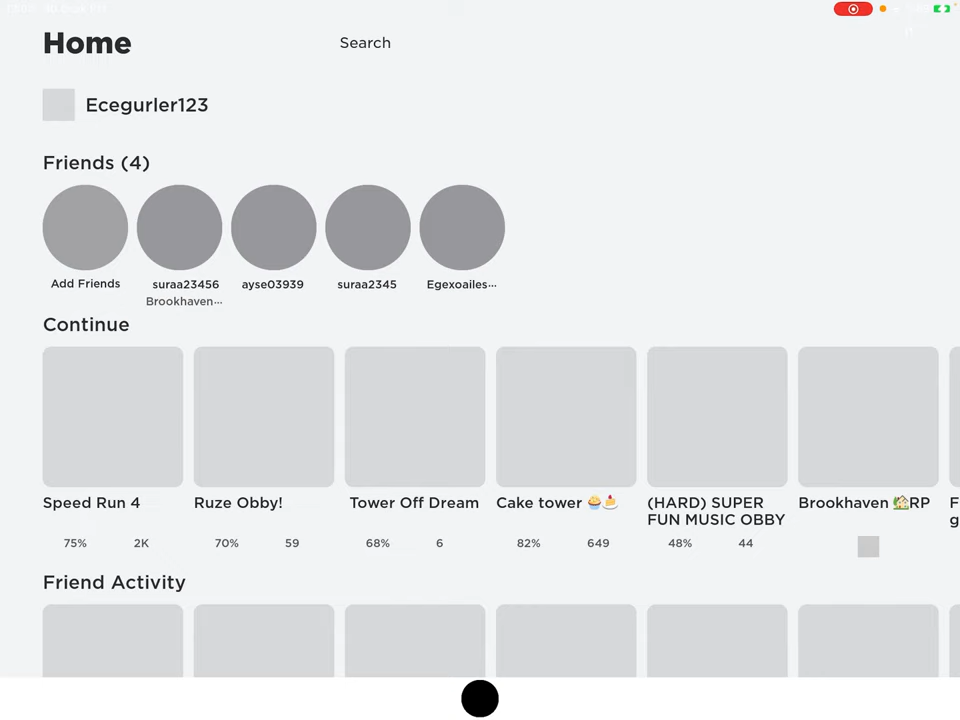 Home
Search
Ecegurler123
Friends (4)
Add Friends
suraa23456
ayse03939
suraa2345
Egexoailes...
Brookhaven...
Continue
Speed Run 4
Ruze Obby!
Tower Off Dream
Cake tower 🧁🍰
(HARD) SUPER
FUN MUSIC OBBY
Brookhaven 🏡RP
F
g
75%
2K
70%
59
68%
6
82%
649
48%
44
Friend Activity